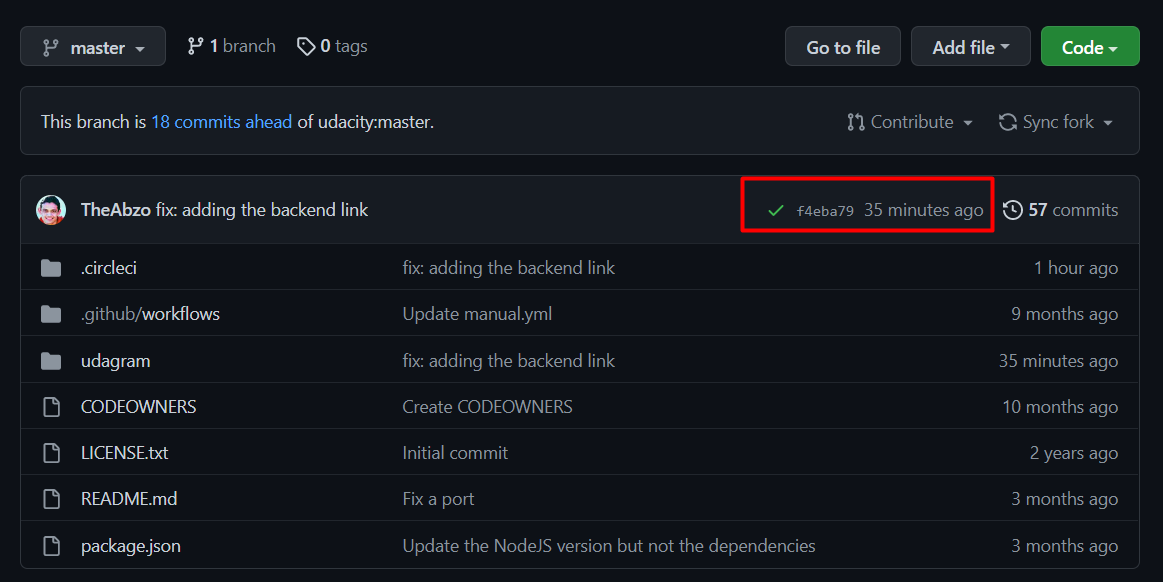 master 1 branch 0 tags Go to file Add file Code
This branch is 18 commits ahead of udacity:master. Contribute Sync fork
TheAbzo fix: adding the backend link f4eba79 35 minutes ago 57 commits
.circleci fix: adding the backend link 1 hour ago
.github/workflows Update manual.yml 9 months ago
udagram fix: adding the backend link 35 minutes ago
CODEOWNERS Create CODEOWNERS 10 months ago
LICENSE.txt Initial commit 2 years ago
README.md Fix a port 3 months ago
package.json Update the NodeJS version but not the dependencies 3 months ago